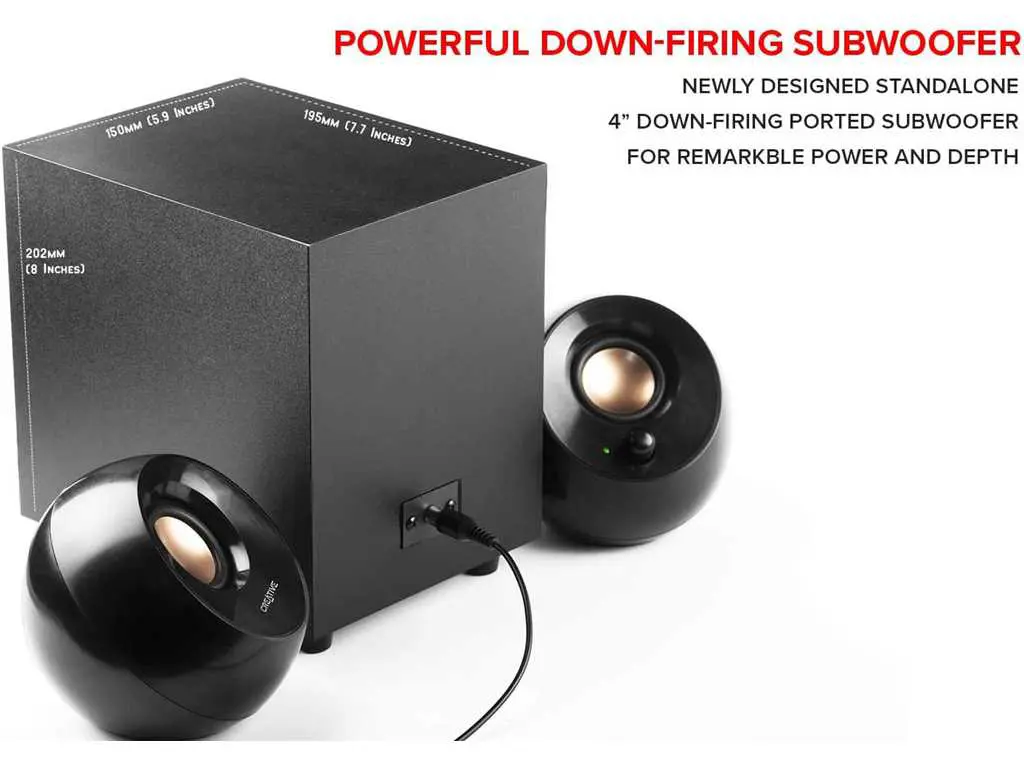 POWERFUL DOWN-FIRING SUBWOOFER
NEWLY DESIGNED STANDALONE
4” DOWN-FIRING PORTED SUBWOOFER
FOR REMARKBLE POWER AND DEPTH
150MM (5.9 INCHES)
195MM (7.7 INCHES)
202MM
(8 INCHES)
CREATIVE